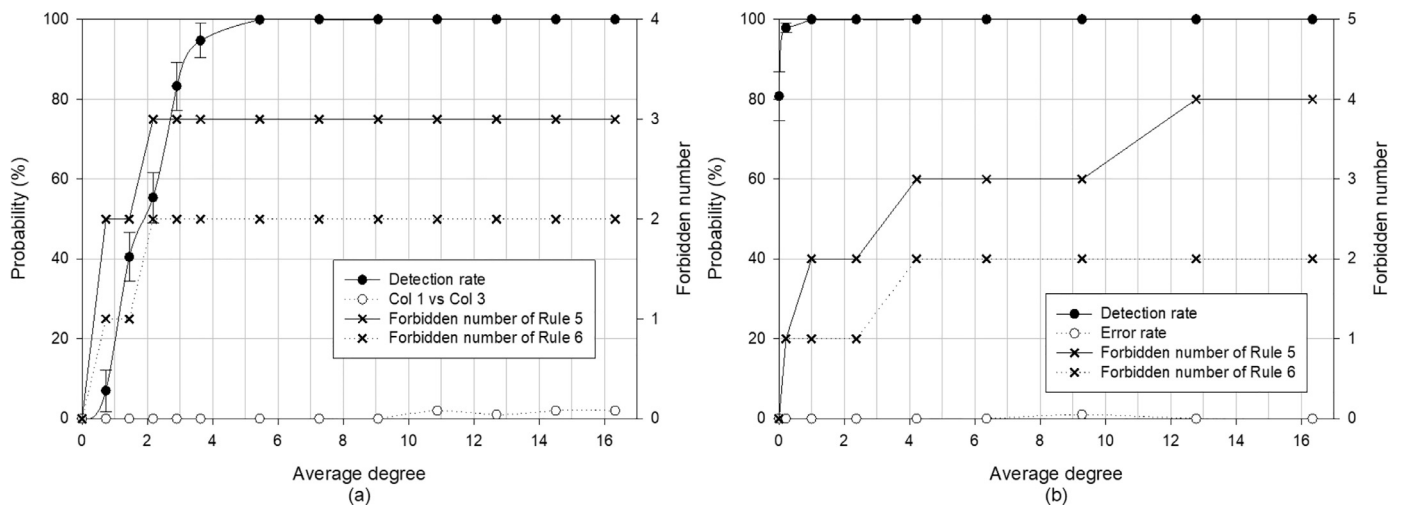 100
80
60
40
20
0
Probability (%)
4
3
2
1
0
Forbidden number
Detection rate
Col 1 vs Col 3
Forbidden number of Rule 5
Forbidden number of Rule 6
0 2 4 6 8 10 12 14 16
Average degree
(a)
100
80
60
40
20
0
Probability (%)
5
4
3
2
1
0
Forbidden number
Detection rate
Error rate
Forbidden number of Rule 5
Forbidden number of Rule 6
0 2 4 6 8 10 12 14 16
Average degree
(b)